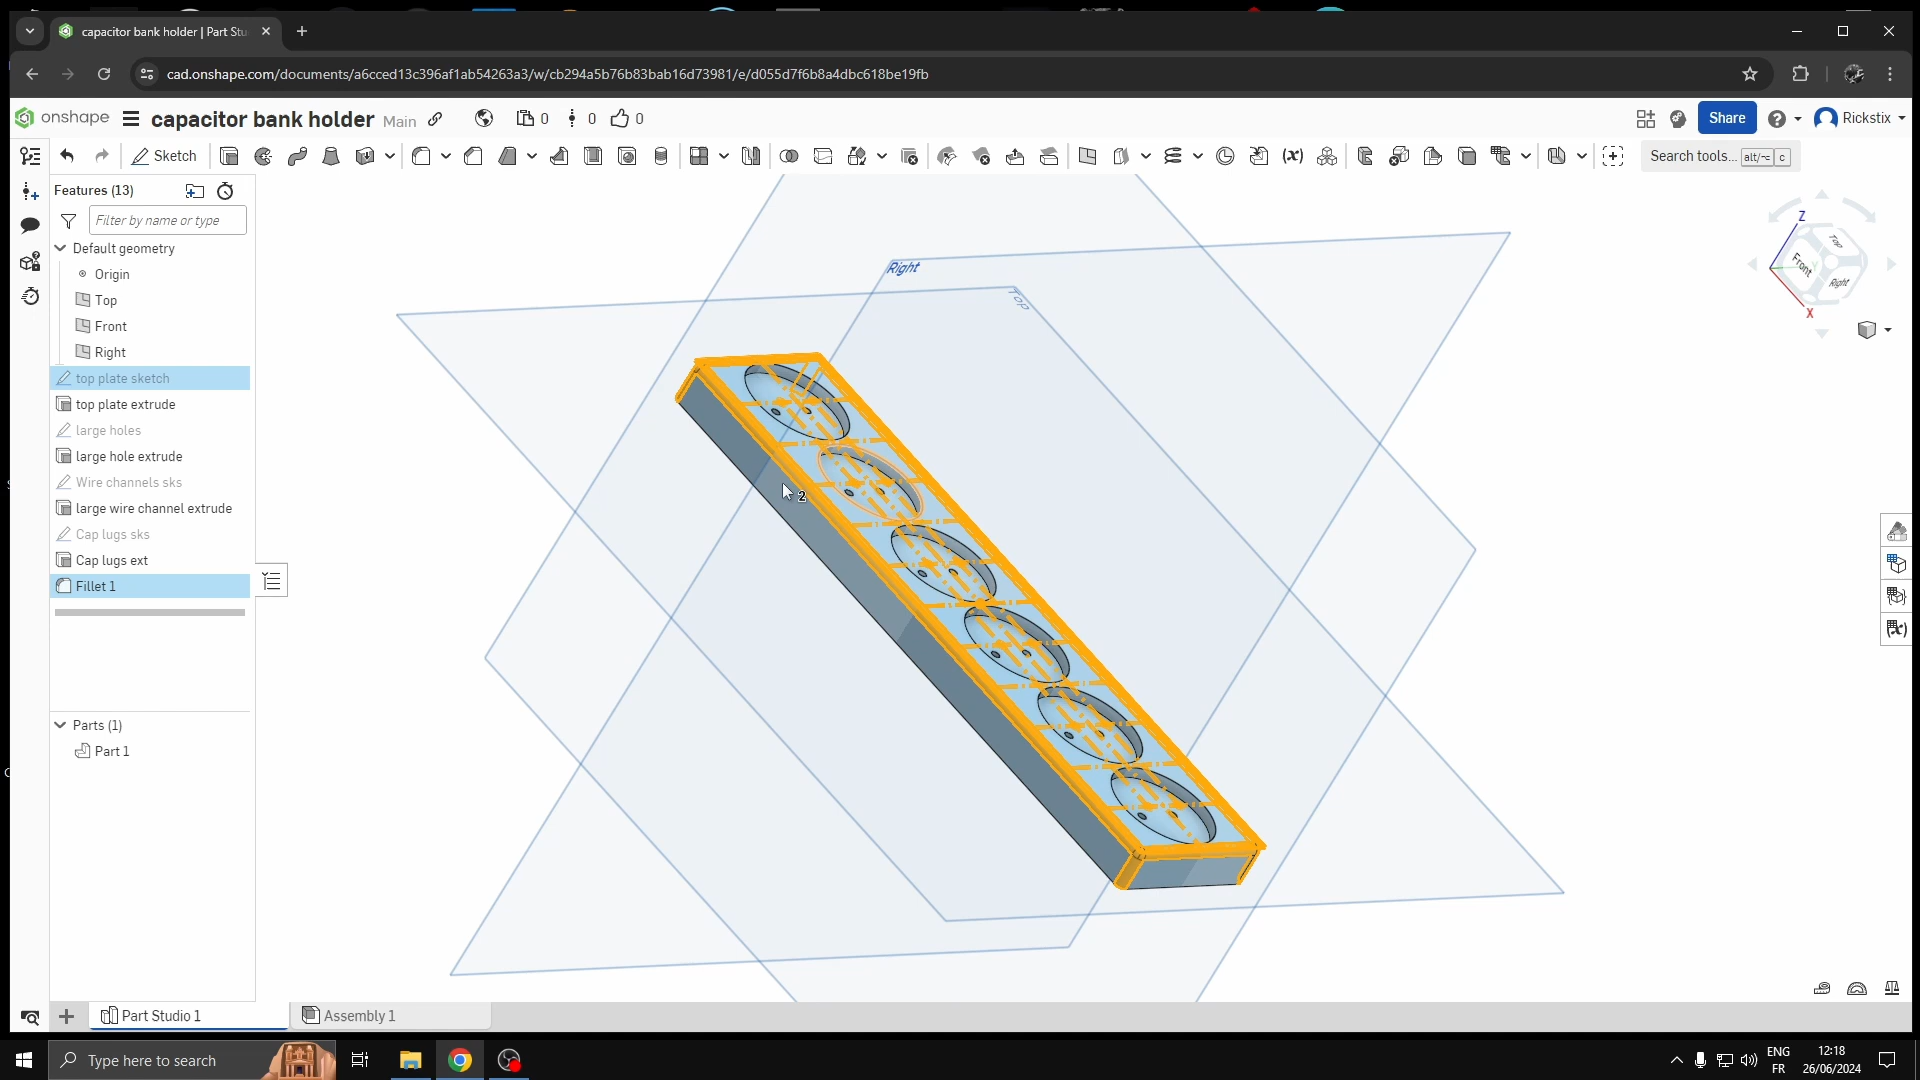 capacitor bank holder | Part Stu
cad.onshape.com/documents/a6cced13c396af1ab54263a3/w/cb294a5b76b83bab16d73981/e/d055d7f6b8a4dbc618be19fb
onshape
capacitor bank holder Main
0
0
0
Share
Rickstix
Sketch
(x)
Search tools... alt/⌥ c
Features (13)
Filter by name or type
Default geometry
Origin
Top
Front
Right
top plate sketch
top plate extrude
large holes
large hole extrude
Wire channels sks
large wire channel extrude
Cap lugs sks
Cap lugs ext
Fillet 1
Parts (1)
Part 1
Right
Top
2
Z
Top
Front
Right
X
(x)
Part Studio 1
Assembly 1
Type here to search
ENG
FR
12:18
26/06/2024